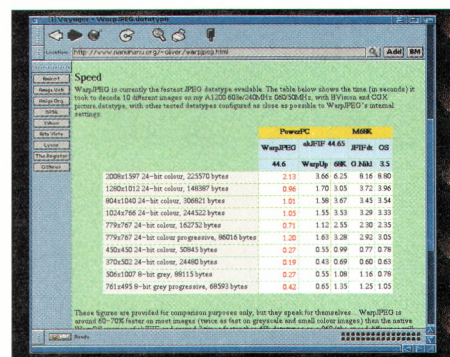 Voyager - WarpJPEG.datatype
Location: http://www.nanunanu.org/~oliver/warpjpeg.html
Add
BM
Speed
WarpJPEG is currently the fastest JPEG datatype available. The table below shows the time (in seconds) it
took to decode 10 different images on my A1200 603e/240MHz 060/50MHz, with BVision and CGX
picture.datatype, with other tested datatypes configured as close as possible to WarpJPEG's internal
settings.
PowerPC M68K
WarpJPEG akJFIF 44.65 JFIFdt OS
44.6 WarpUp 68K G.Nikl 3.5
2008x1597 24-bit colour, 225570 bytes 2.13 3.66 6.25 8.16 8.80
1280x1012 24-bit colour, 148387 bytes 0.96 1.70 3.05 3.72 3.96
804x1040 24-bit colour, 306821 bytes 1.01 1.58 3.67 3.45 3.54
1024x766 24-bit colour, 244522 bytes 1.05 1.55 3.53 3.29 3.33
779x767 24-bit colour, 162752 bytes 0.71 1.12 2.55 2.30 2.35
779x767 24-bit colour progressive, 86016 bytes 1.20 1.63 3.28 2.92 3.05
450x450 24-bit colour, 50845 bytes 0.27 0.55 0.99 0.77 0.78
370x502 24-bit colour, 24480 bytes 0.19 0.43 0.69 0.60 0.63
506x1007 8-bit grey, 88115 bytes 0.27 0.55 1.08 1.16 0.78
761x495 8-bit grey progressive, 68593 bytes 0.42 0.65 1.35 1.25 1.05
These figures are provided for comparison purposes only, but they speak for themselves... WarpJPEG is
around 60-70% faster on most images (twice as fast on greyscale and small colour images) than the native
Ready